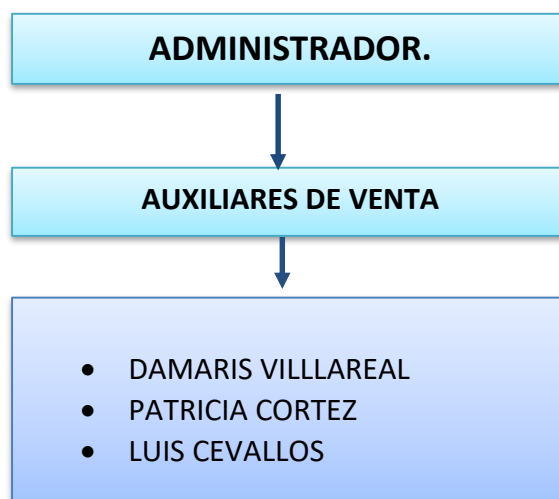 ADMINISTRADOR.
AUXILIARES DE VENTA
• DAMARIS VILLLAREAL
• PATRICIA CORTEZ
• LUIS CEVALLOS